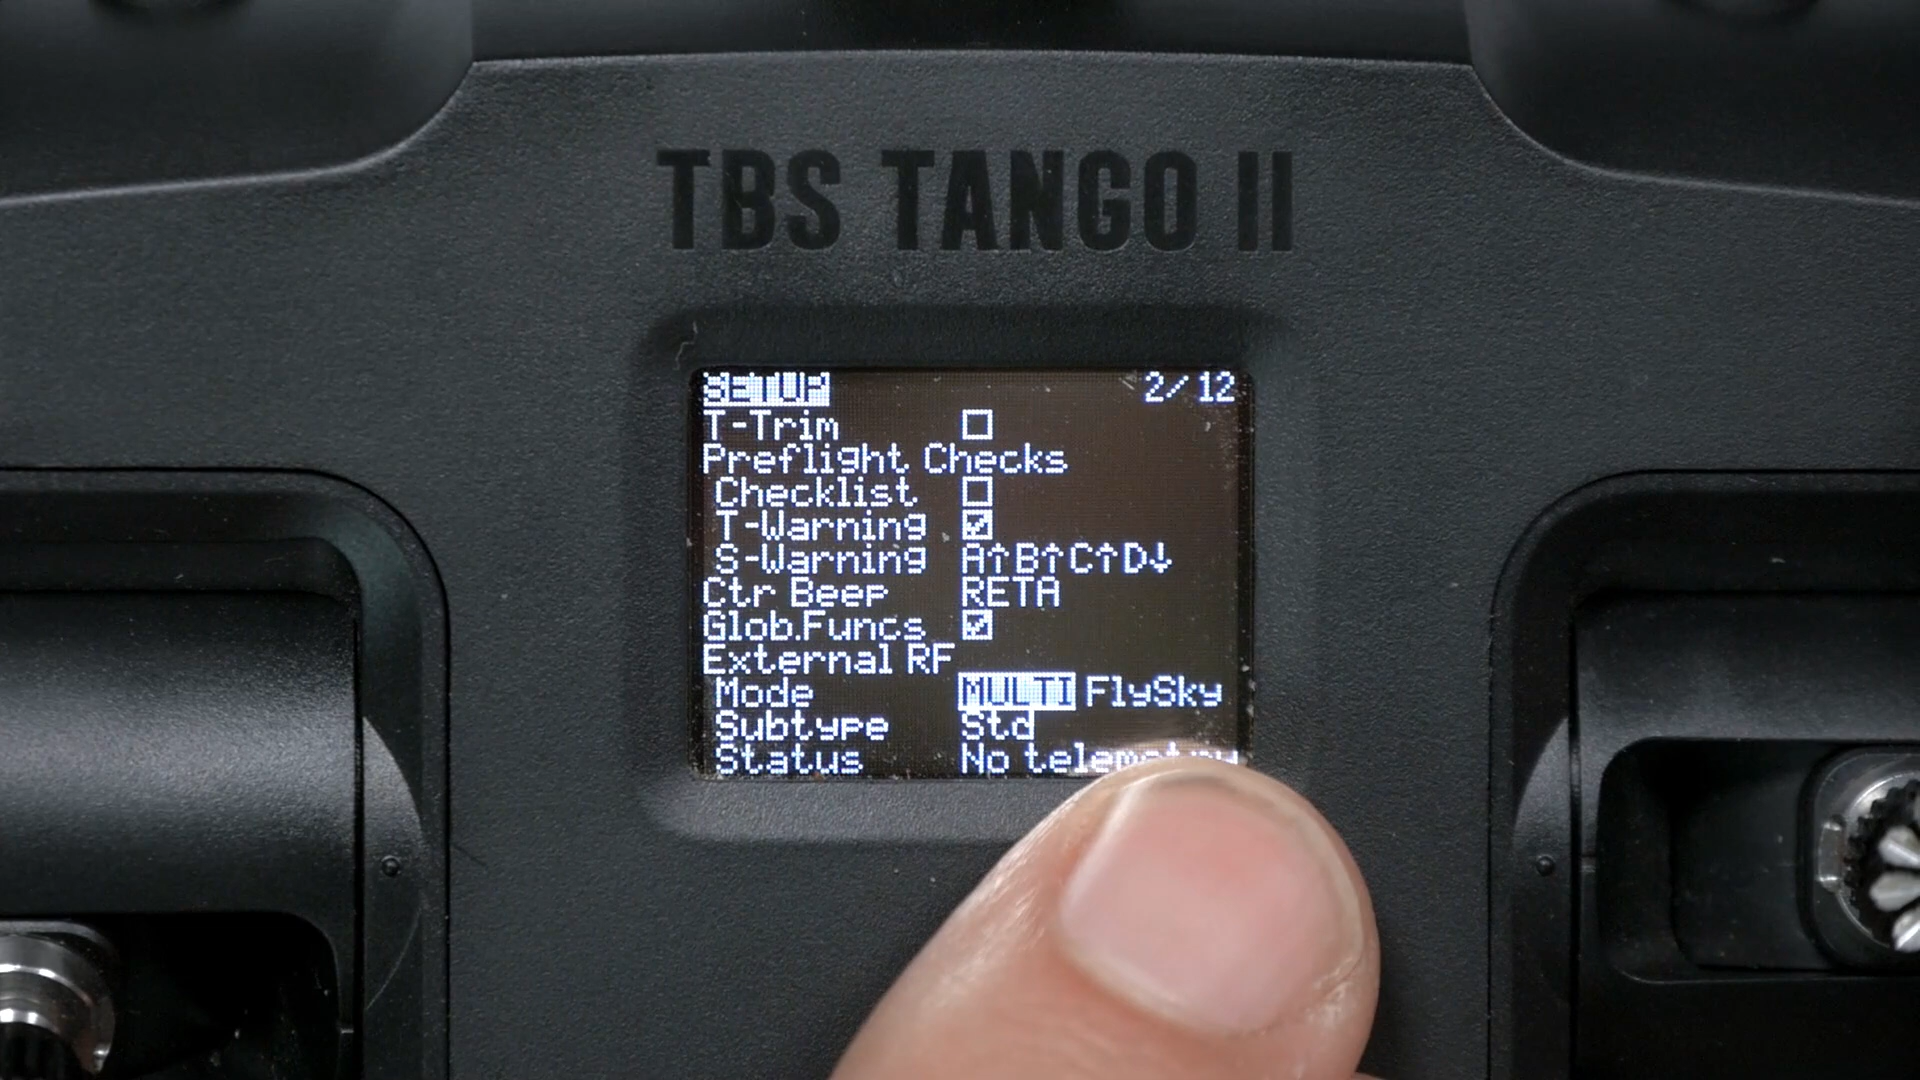 TBS TANGO II
SETUP 2/12
T-Trim
Preflight Checks
Checklist
T-Warning
S-Warning A↑B↑C↑D↓
Ctr Beep RETA
Glob.Funcs
External RF
Mode MULTI FlySky
Subtype Std
Status No telemetry